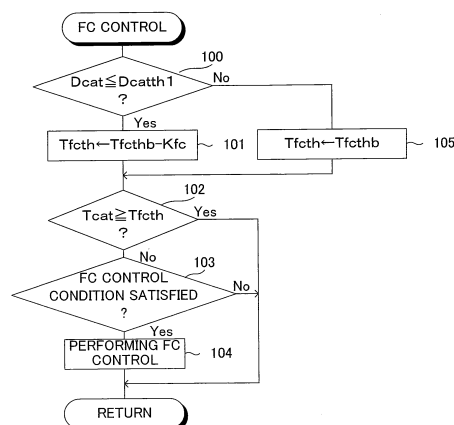 FC CONTROL
100
Dcat≦Dcatth1
?
No
Yes
Tfcth←Tfcthb-Kfc
101
Tfcth←Tfcthb
105
102
Tcat≧Tfcth
?
Yes
No
103
FC CONTROL
CONDITION SATISFIED
?
No
Yes
PERFORMING FC
CONTROL
104
RETURN